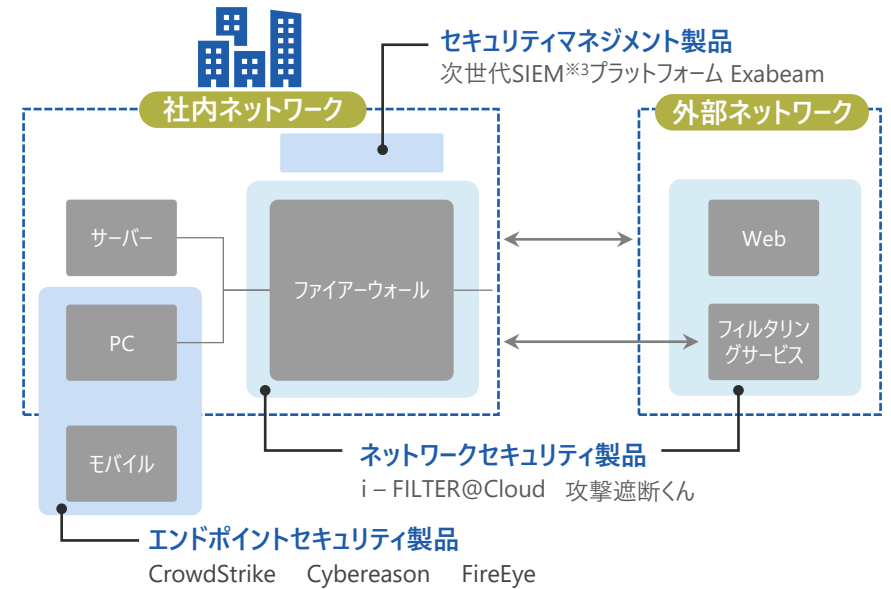 セキュリティマネジメント製品
次世代SIEM※3プラットフォーム Exabeam
社内ネットワーク
外部ネットワーク
サーバー
ファイアーウォール
Web
PC
フィルタリン
グサービス
モバイル
ネットワークセキュリティ製品
i – FILTER@Cloud 攻撃遮断くん
エンドポイントセキュリティ製品
CrowdStrike Cybereason FireEye